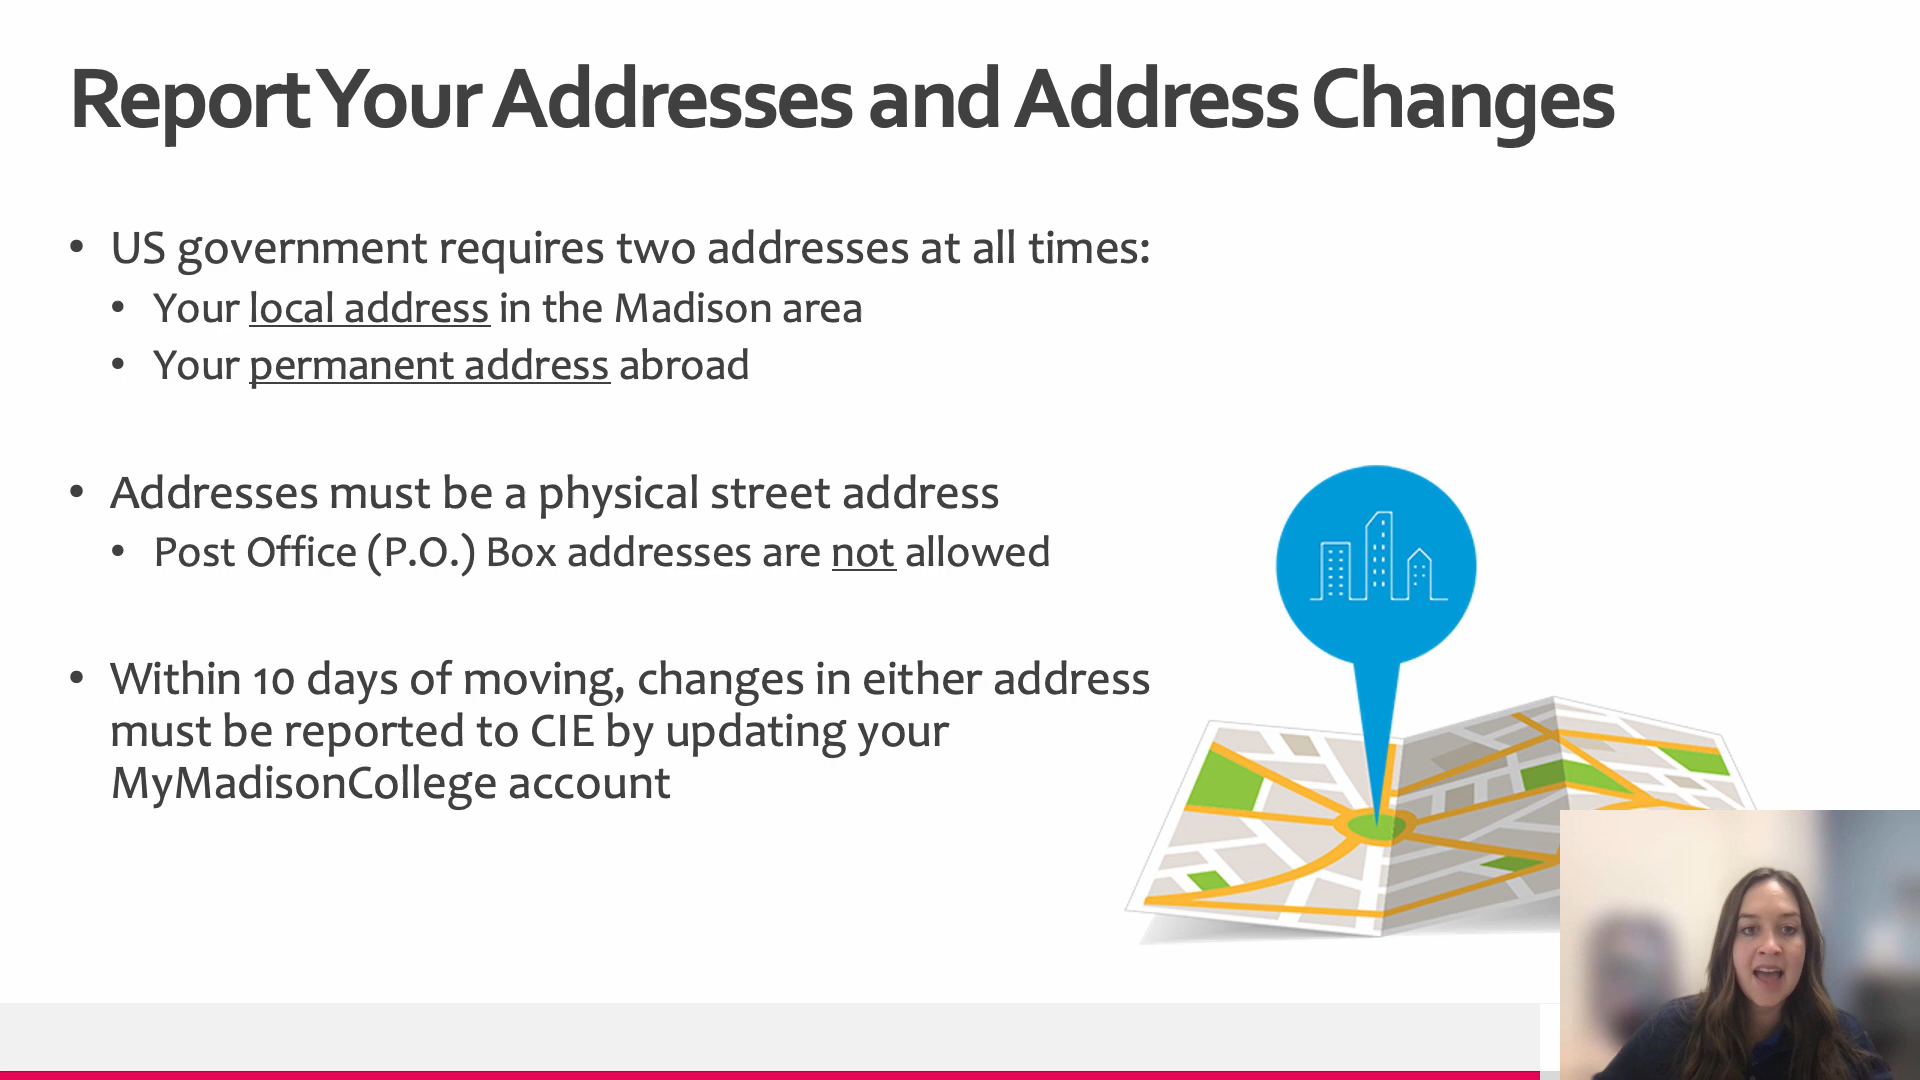 Report Your Addresses and Address Changes
• US government requires two addresses at all times:
• Your local address in the Madison area
• Your permanent address abroad
• Addresses must be a physical street address
• Post Office (P.O.) Box addresses are not allowed
• Within 10 days of moving, changes in either address
must be reported to CIE by updating your
MyMadisonCollege account